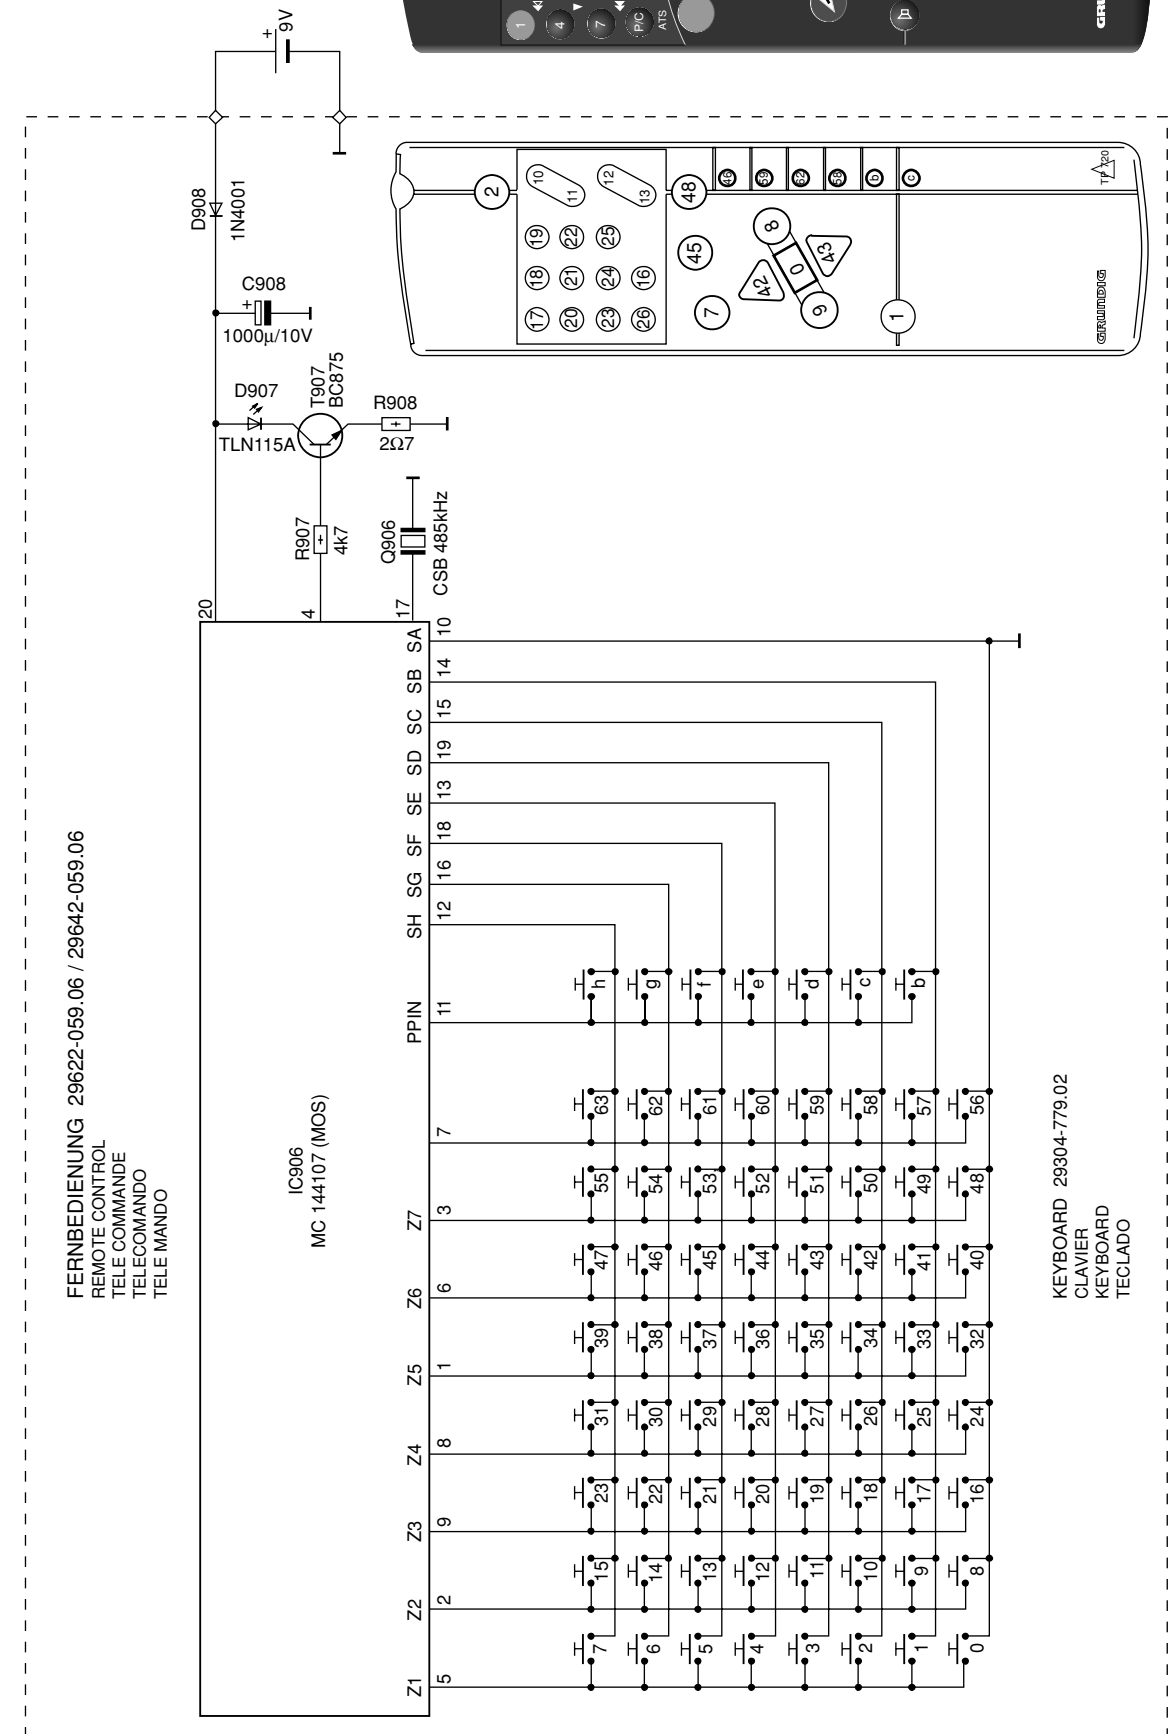 FERNBEDIENUNG 29622-059.06 / 29642-059.06
REMOTE CONTROL
TELE COMMANDE
TELECOMANDO
TELE MANDO
IC906
MC 144107 (MOS)
20
4
17
Z1
Z2
Z3
Z4
Z5
Z6
Z7
PPIN
SH
SG
SF
SE
SD
SC
SB
SA
5
2
9
8
1
6
3
7
11
12
16
18
13
19
15
14
10
D908
1N4001
+
9V
+
C908
1000µ/10V
D907
TLN115A
T907
BC875
R908
2Ω7
R907
4k7
Q906
CSB 485kHz
7 15 23 31 39 47 55 63 h
6 14 22 30 38 46 54 62 g
5 13 21 29 37 45 53 61 f
4 12 20 28 36 44 52 60 e
3 11 19 27 35 43 51 59 d
2 10 18 26 34 42 50 58 c
1 9 17 25 33 41 49 57 b
0 8 16 24 32 40 48 56
KEYBOARD 29304-779.02
CLAVIER
KEYBOARD
TECLADO
2
17 18 19 10
11
20 21 22
23 24 25 12
13
26 16
48
45
7
42
8
0
9
43
1
46
59
62
58
b
c
GRUNDIG
TP 720
1
4
7
P/C
ATS
GRU